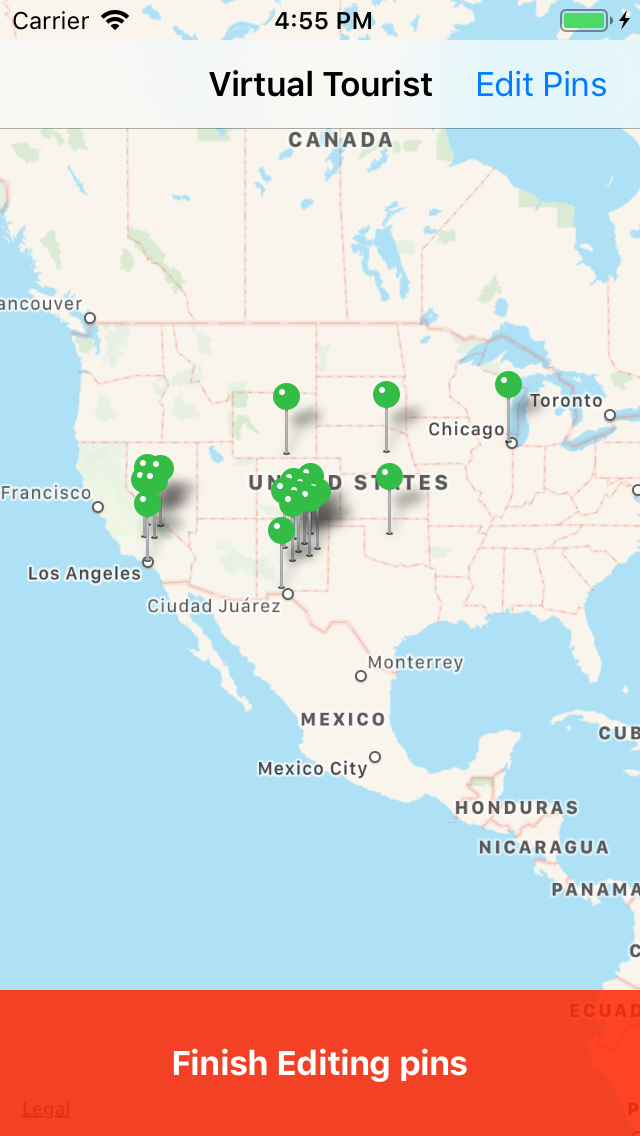 Carrier 4:55 PM
Virtual Tourist Edit Pins
CANADA
ancouver
Toronto
Chicago
UN D STATES
Francisco
Los Angeles
Ciudad Juárez
Monterrey
MEXICO
CUB
Mexico City
HONDURAS
NICARAGUA
PANAMA
C
ECUAD
Finish Editing pins
Legal
P